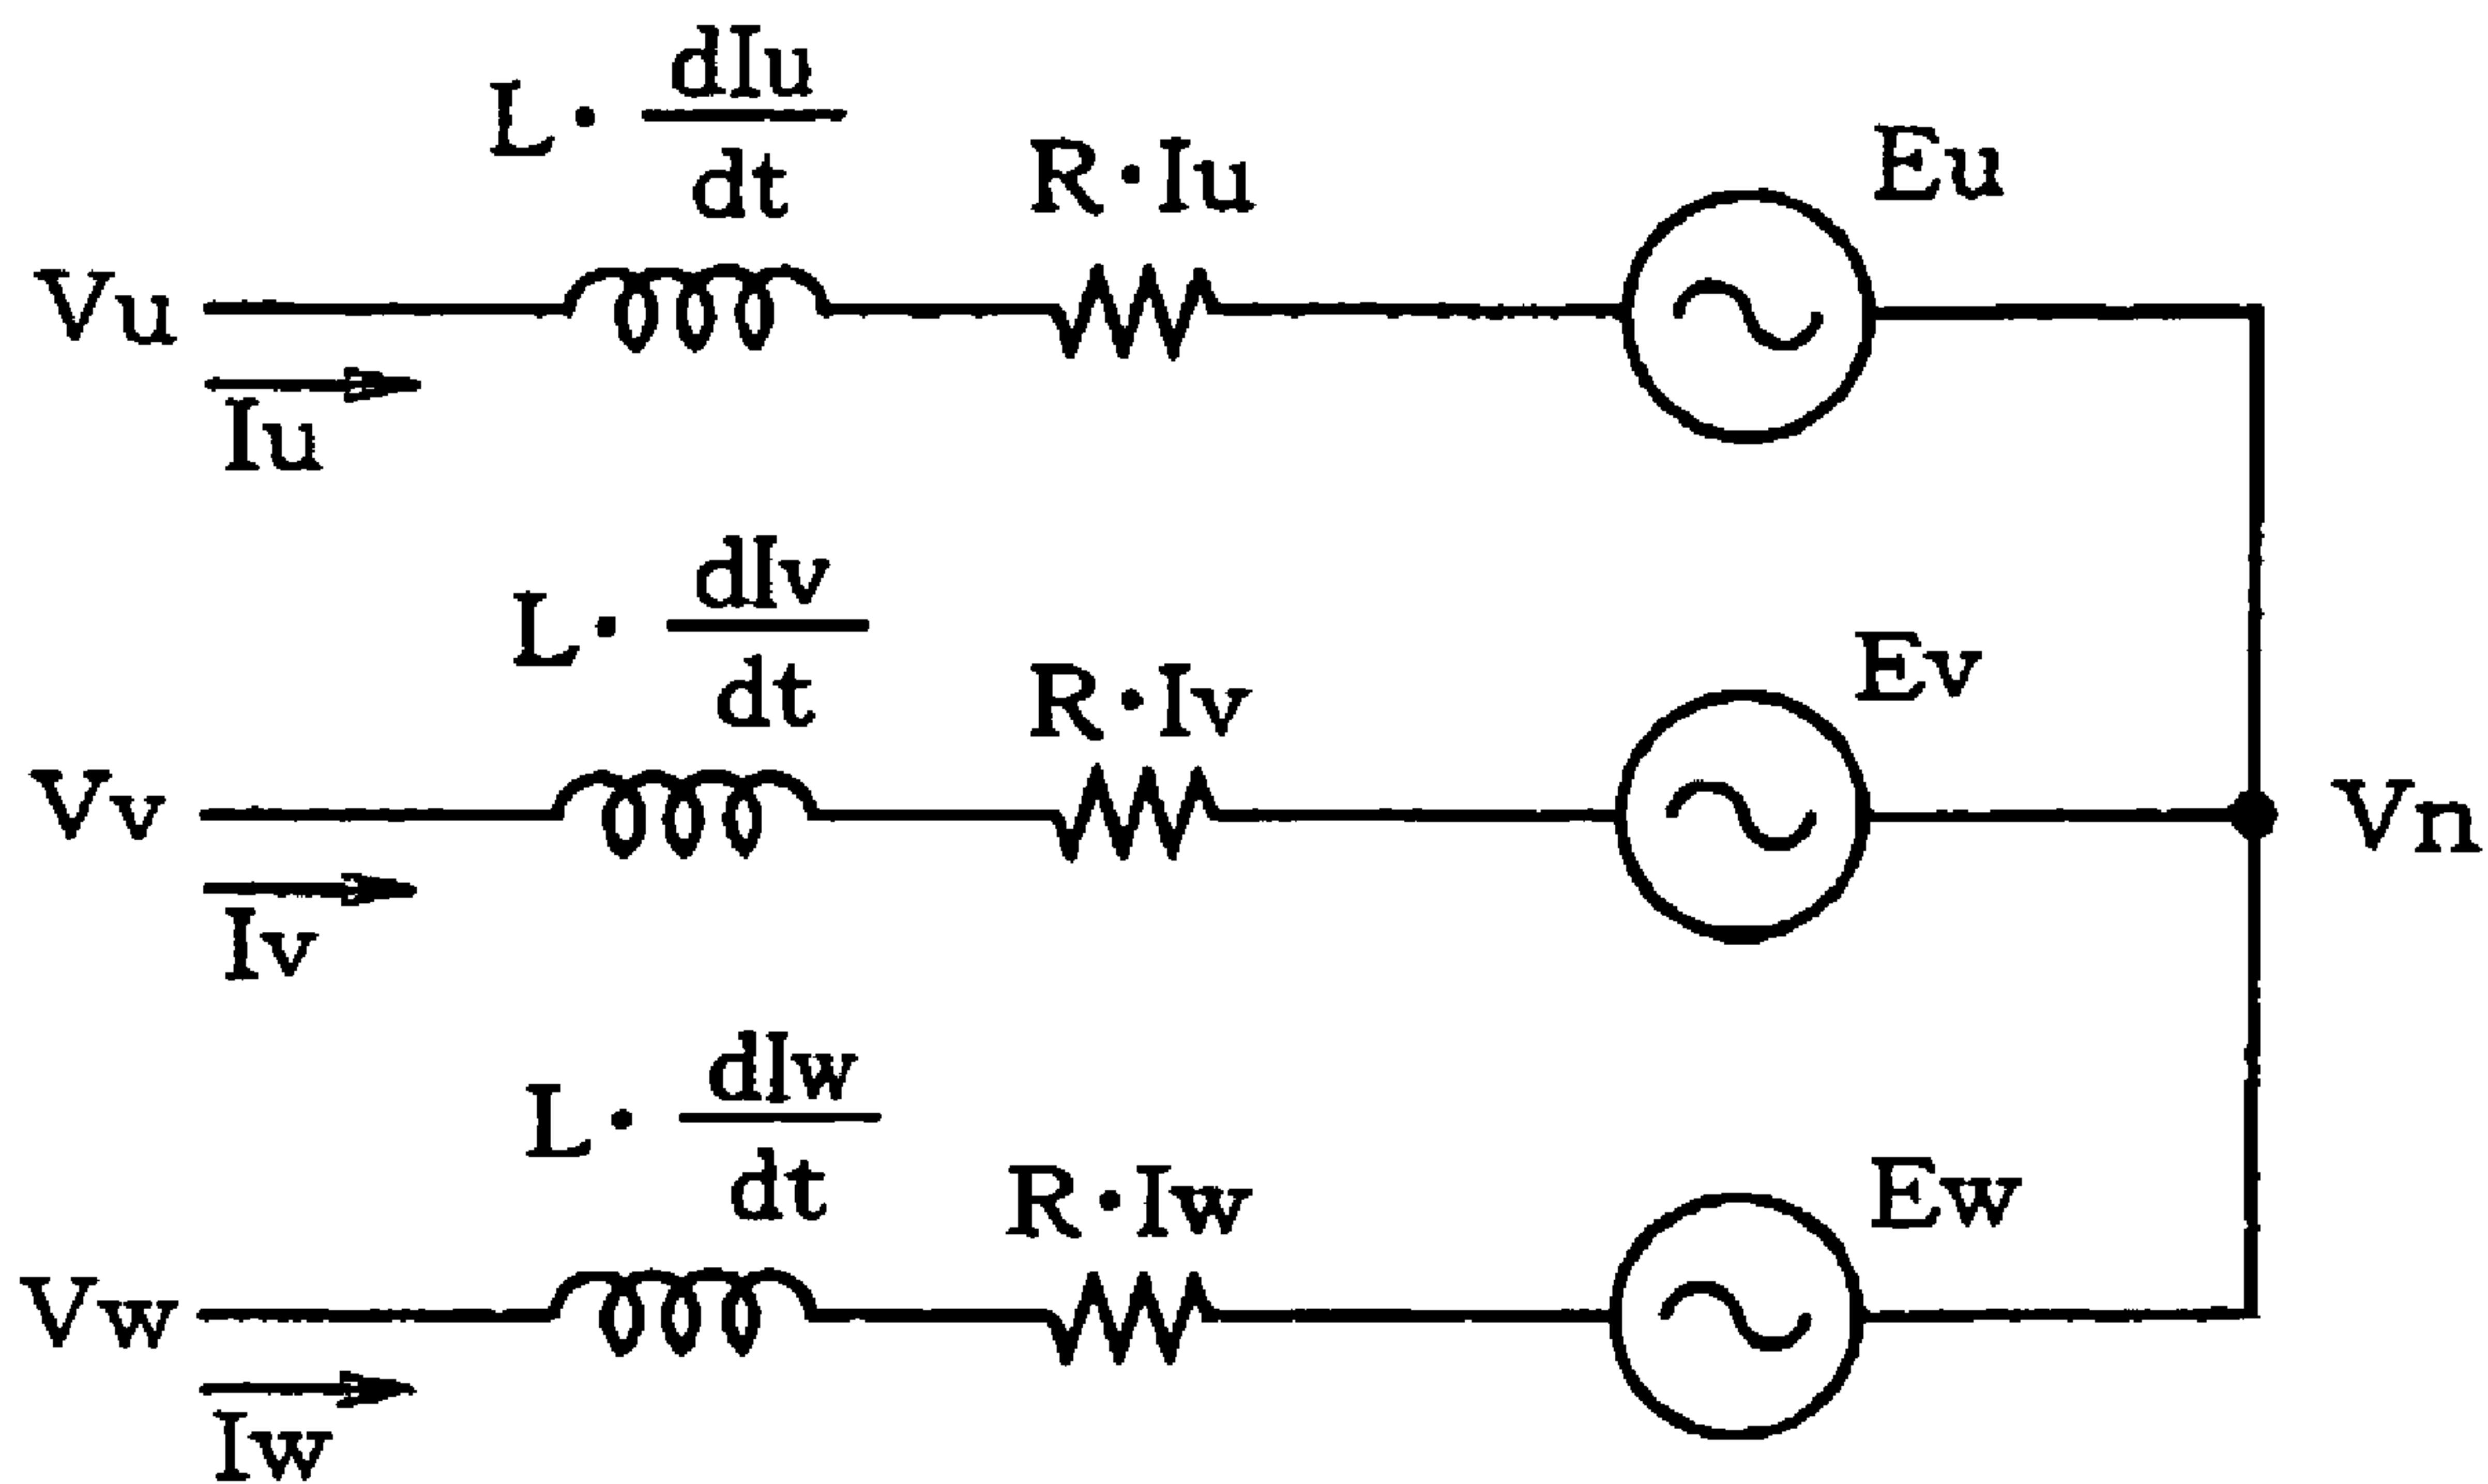 L · dIu/dt
R·Iu
Eu
Vu
Iu
L · dIv/dt
R·Iv
Ev
Vv
Vn
Iv
L · dIw/dt
R·Iw
Ew
Vw
Iw